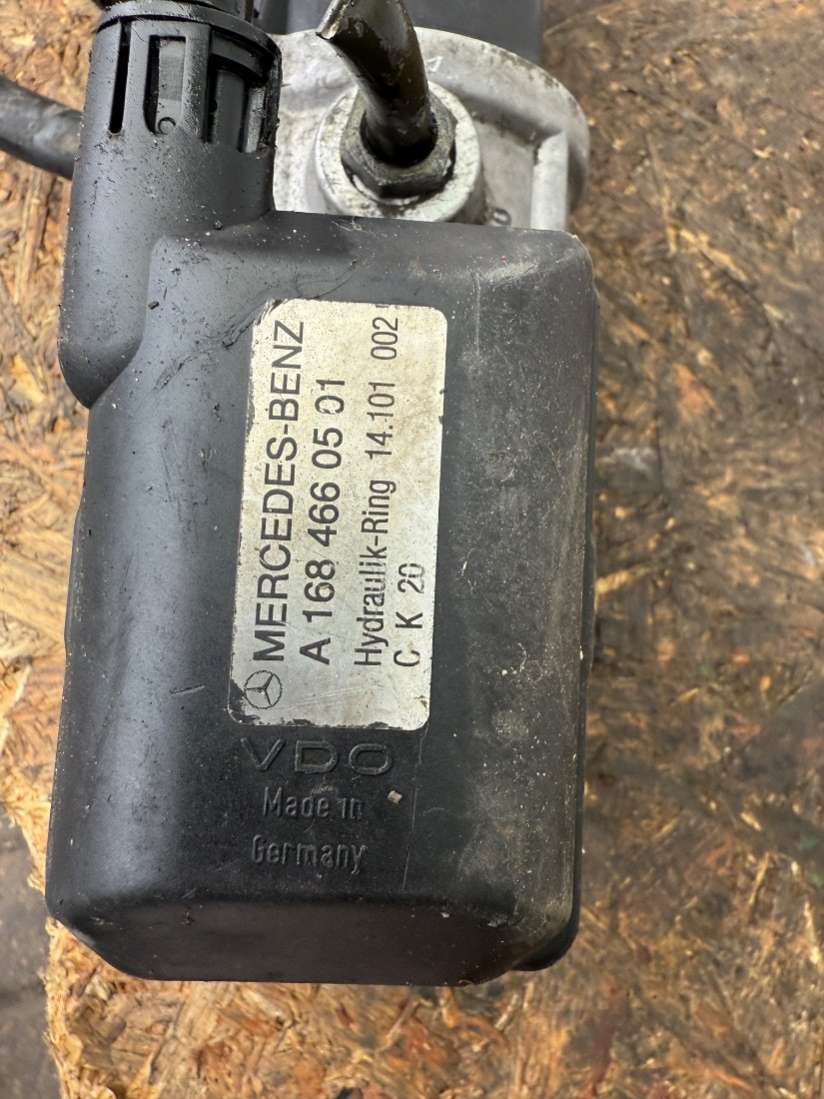 MERCEDES-BENZ
A 168 466 05 01
Hydraulik-Ring 14.101 002
C K 20
VDO
Made in
Germany